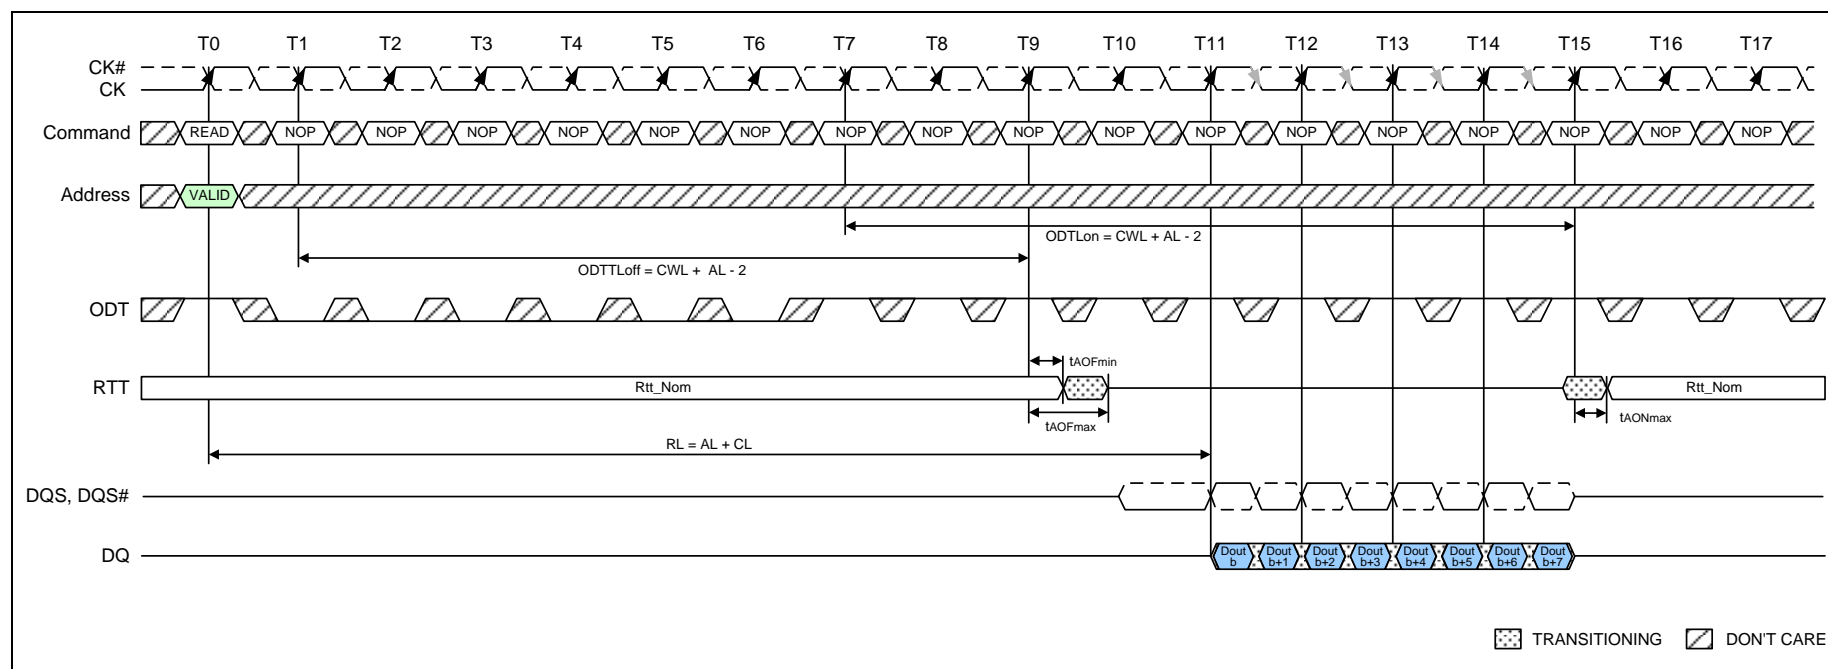 T0 T1 T2 T3 T4 T5 T6 T7 T8 T9 T10 T11 T12 T13 T14 T15 T16 T17
CK#
CK
Command READ NOP NOP NOP NOP NOP NOP NOP NOP NOP NOP NOP NOP NOP NOP NOP NOP NOP
Address VALID
ODTLon = CWL + AL - 2
ODTTLoff = CWL + AL - 2
ODT
tAOFmin
RTT Rtt_Nom Rtt_Nom
tAOFmax tAONmax
RL = AL + CL
DQS, DQS#
DQ Dout b Dout b+1 Dout b+2 Dout b+3 Dout b+4 Dout b+5 Dout b+6 Dout b+7
TRANSITIONING DON'T CARE